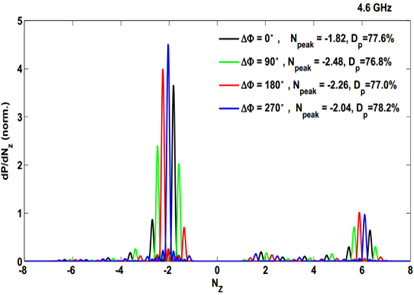 4.6 GHz
ΔΦ = 0°, N_peak = -1.82, D_p=77.6%
ΔΦ = 90°, N_peak = -2.48, D_p=76.8%
ΔΦ = 180°, N_peak = -2.26, D_p=77.0%
ΔΦ = 270°, N_peak = -2.04, D_p=78.2%
dP/dN_z (norm.)
5
4
3
2
1
0
-8 -6 -4 -2 0 2 4 6 8
N_Z